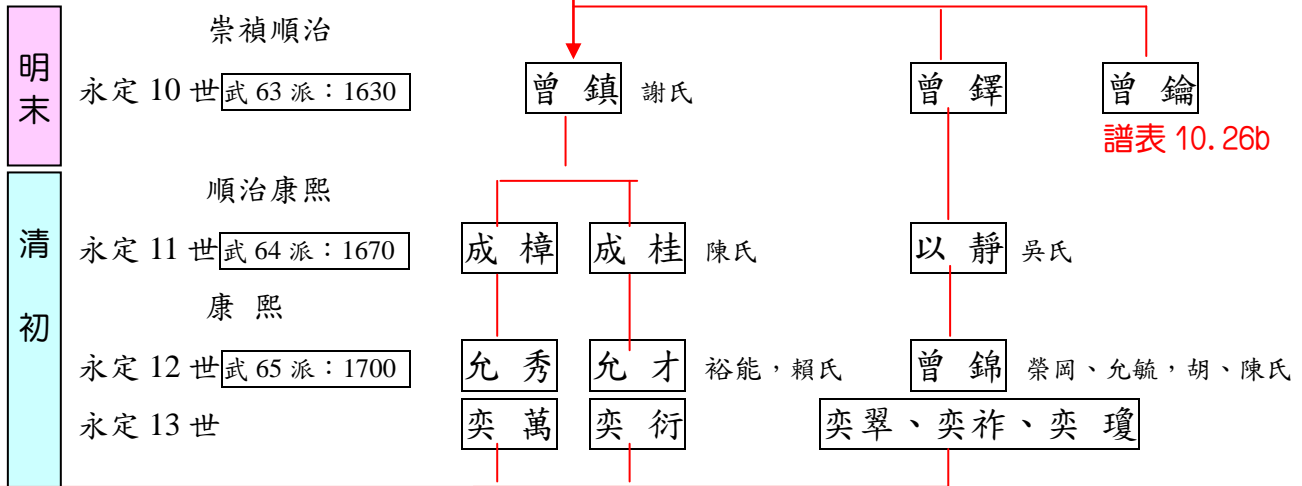 明末
崇禎順治
永定 10 世 武 63 派：1630 曾 鎮 謝氏 曾 鐸 曾 鑰
譜表 10.26b
清初
順治康熙
永定 11 世 武 64 派：1670 成 樟 成 桂 陳氏 以 靜 吳氏
康 熙
永定 12 世 武 65 派：1700 允 秀 允 才 裕能，賴氏 曾 錦 榮岡、允毓，胡、陳氏
永定 13 世 奕 萬 奕 衍 奕翠、奕祚、奕 瓊